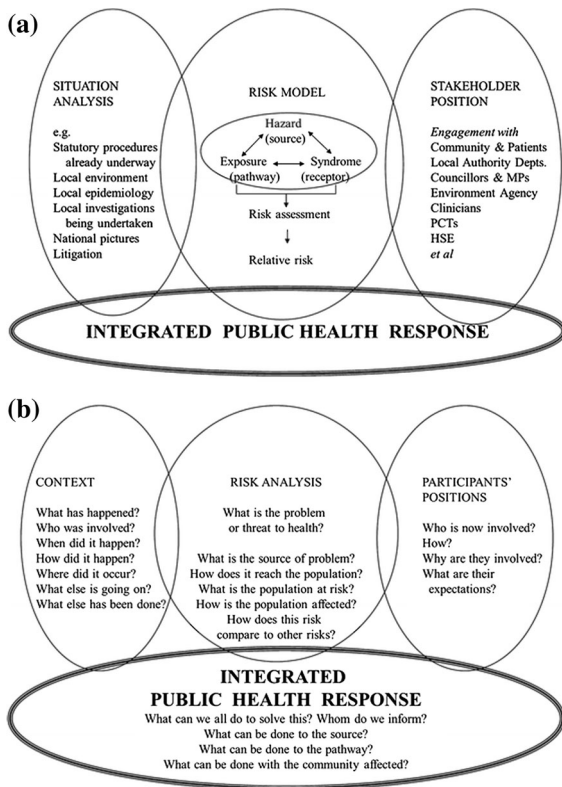 (a)
SITUATION
ANALYSIS
e.g.
Statutory procedures
already underway
Local environment
Local epidemiology
Local investigations
being undertaken
National pictures
Litigation
RISK MODEL
Hazard
(source)
Exposure
(pathway)
Syndrome
(receptor)
Risk assessment
Relative risk
STAKEHOLDER
POSITION
Engagement with
Community & Patients
Local Authority Depts.
Councillors & MPs
Environment Agency
Clinicians
PCTs
HSE
et al
INTEGRATED PUBLIC HEALTH RESPONSE
(b)
CONTEXT
What has happened?
Who was involved?
When did it happen?
How did it happen?
Where did it occur?
What else is going on?
What else has been done?
RISK ANALYSIS
What is the problem
or threat to health?
What is the source of problem?
How does it reach the population?
What is the population at risk?
How is the population affected?
How does this risk
compare to other risks?
PARTICIPANTS'
POSITIONS
Who is now involved?
How?
Why are they involved?
What are their
expectations?
INTEGRATED
PUBLIC HEALTH RESPONSE
What can we all do to solve this? Whom do we inform?
What can be done to the source?
What can be done to the pathway?
What can be done with the community affected?